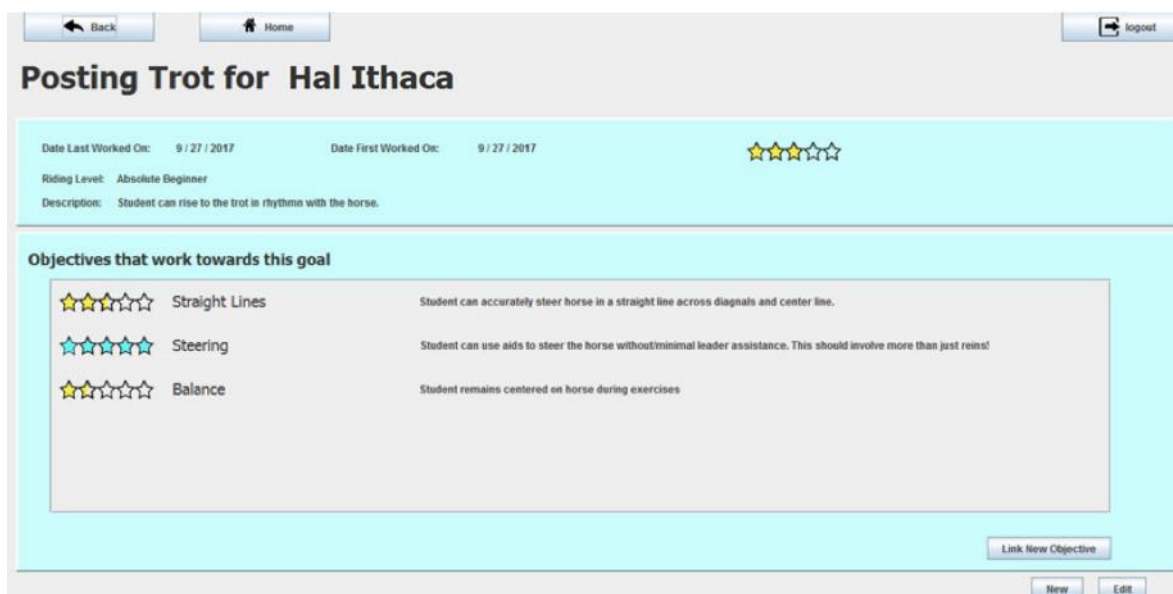 Back Home logout
Posting Trot for Hal Ithaca
Date Last Worked On: 9 / 27 / 2017 Date First Worked On: 9 / 27 / 2017
Riding Level: Absolute Beginner
Description: Student can rise to the trot in rhythmn with the horse.
Objectives that work towards this goal
Straight Lines Student can accurately steer horse in a straight line across diagnals and center line.
Steering Student can use aids to steer the horse without/minimal leader assistance. This should involve more than just reins!
Balance Student remains centered on horse during exercises
Link New Objective
New Edit